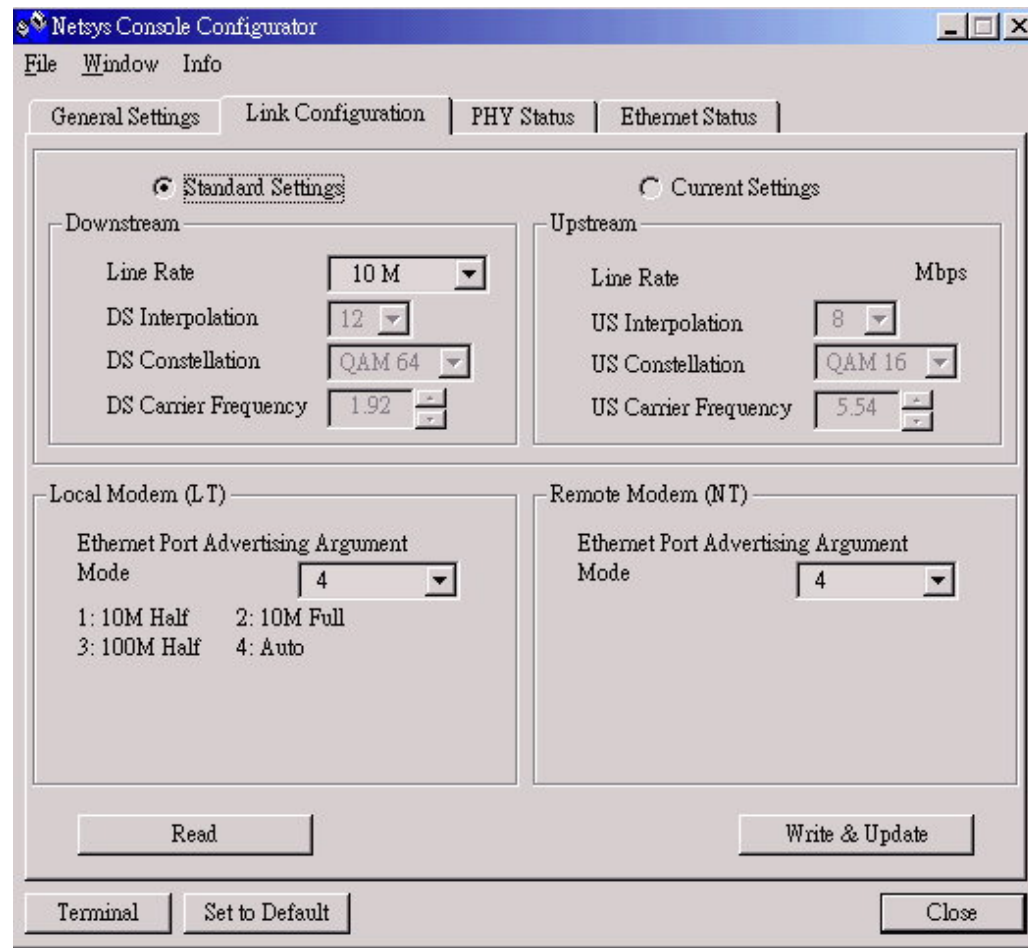 Netsys Console Configurator
File Window Info
General Settings Link Configuration PHY Status Ethernet Status
Standard Settings Current Settings
Downstream
Line Rate 10 M
DS Interpolation 12
DS Constellation QAM 64
DS Carrier Frequency 1.92
Upstream
Line Rate Mbps
US Interpolation 8
US Constellation QAM 16
US Carrier Frequency 5.54
Local Modem (LT)
Ethernet Port Advertising Argument
Mode 4
1: 10M Half 2: 10M Full
3: 100M Half 4: Auto
Remote Modem (NT)
Ethernet Port Advertising Argument
Mode 4
Read Write & Update
Terminal Set to Default Close